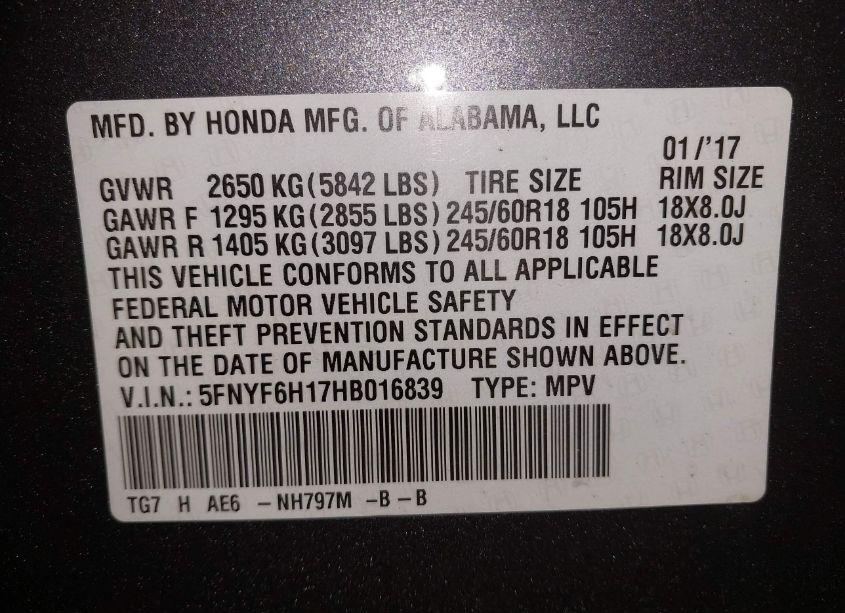 MFD. BY HONDA MFG. OF ALABAMA, LLC
01/'17
GVWR 2650 KG(5842 LBS) TIRE SIZE RIM SIZE
GAWR F 1295 KG(2855 LBS) 245/60R18 105H 18X8.0J
GAWR R 1405 KG(3097 LBS) 245/60R18 105H 18X8.0J
THIS VEHICLE CONFORMS TO ALL APPLICABLE
FEDERAL MOTOR VEHICLE SAFETY
AND THEFT PREVENTION STANDARDS IN EFFECT
ON THE DATE OF MANUFACTURE SHOWN ABOVE.
V.I.N.: 5FNYF6H17HB016839 TYPE: MPV
TG7 H AE6 -NH797M -B-B